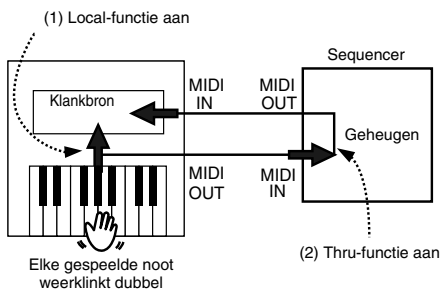 (1) Local-functie aan
Sequencer
Klankbron
MIDI
IN
MIDI
OUT
Geheugen
MIDI
OUT
MIDI
IN
(2) Thru-functie aan
Elke gespeelde noot
weerklinkt dubbel